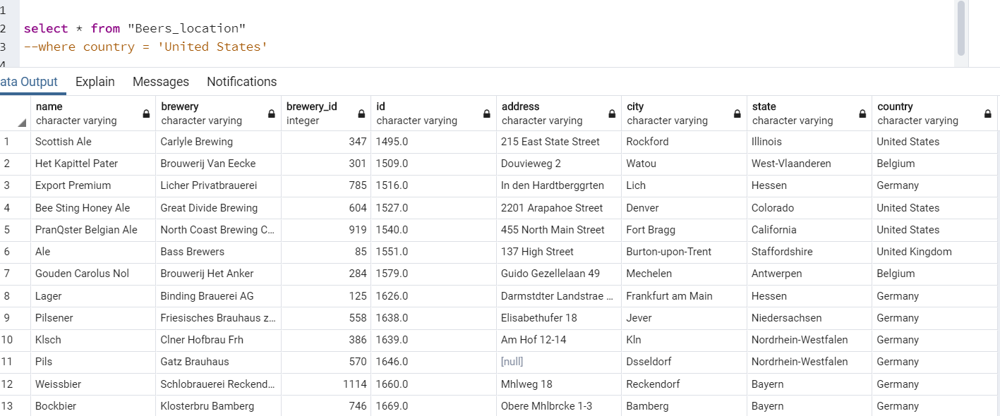 1
2 select * from "Beers_location"
3 --where country = 'United States'
4
ata Output Explain Messages Notifications
name brewery brewery_id id address city state country
character varying character varying integer character varying character varying character varying character varying character varying
1 Scottish Ale Carlyle Brewing 347 1495.0 215 East State Street Rockford Illinois United States
2 Het Kapittel Pater Brouwerij Van Eecke 301 1509.0 Douvieweg 2 Watou West-Vlaanderen Belgium
3 Export Premium Licher Privatbrauerei 785 1516.0 In den Hardtberggrten Lich Hessen Germany
4 Bee Sting Honey Ale Great Divide Brewing 604 1527.0 2201 Arapahoe Street Denver Colorado United States
5 PranQster Belgian Ale North Coast Brewing C... 919 1540.0 455 North Main Street Fort Bragg California United States
6 Ale Bass Brewers 85 1551.0 137 High Street Burton-upon-Trent Staffordshire United Kingdom
7 Gouden Carolus Nol Brouwerij Het Anker 284 1579.0 Guido Gezellelaan 49 Mechelen Antwerpen Belgium
8 Lager Binding Brauerei AG 125 1626.0 Darmstdter Landstrae ... Frankfurt am Main Hessen Germany
9 Pilsener Friesisches Brauhaus z... 558 1638.0 Elisabethufer 18 Jever Niedersachsen Germany
10 Klsch Clner Hofbrau Frh 386 1639.0 Am Hof 12-14 Kln Nordrhein-Westfalen Germany
11 Pils Gatz Brauhaus 570 1646.0 [null] Dsseldorf Nordrhein-Westfalen Germany
12 Weissbier Schlobrauerei Reckend... 1114 1660.0 Mhlweg 18 Reckendorf Bayern Germany
13 Bockbier Klosterbru Bamberg 746 1669.0 Obere Mhlbrcke 1-3 Bamberg Bayern Germany